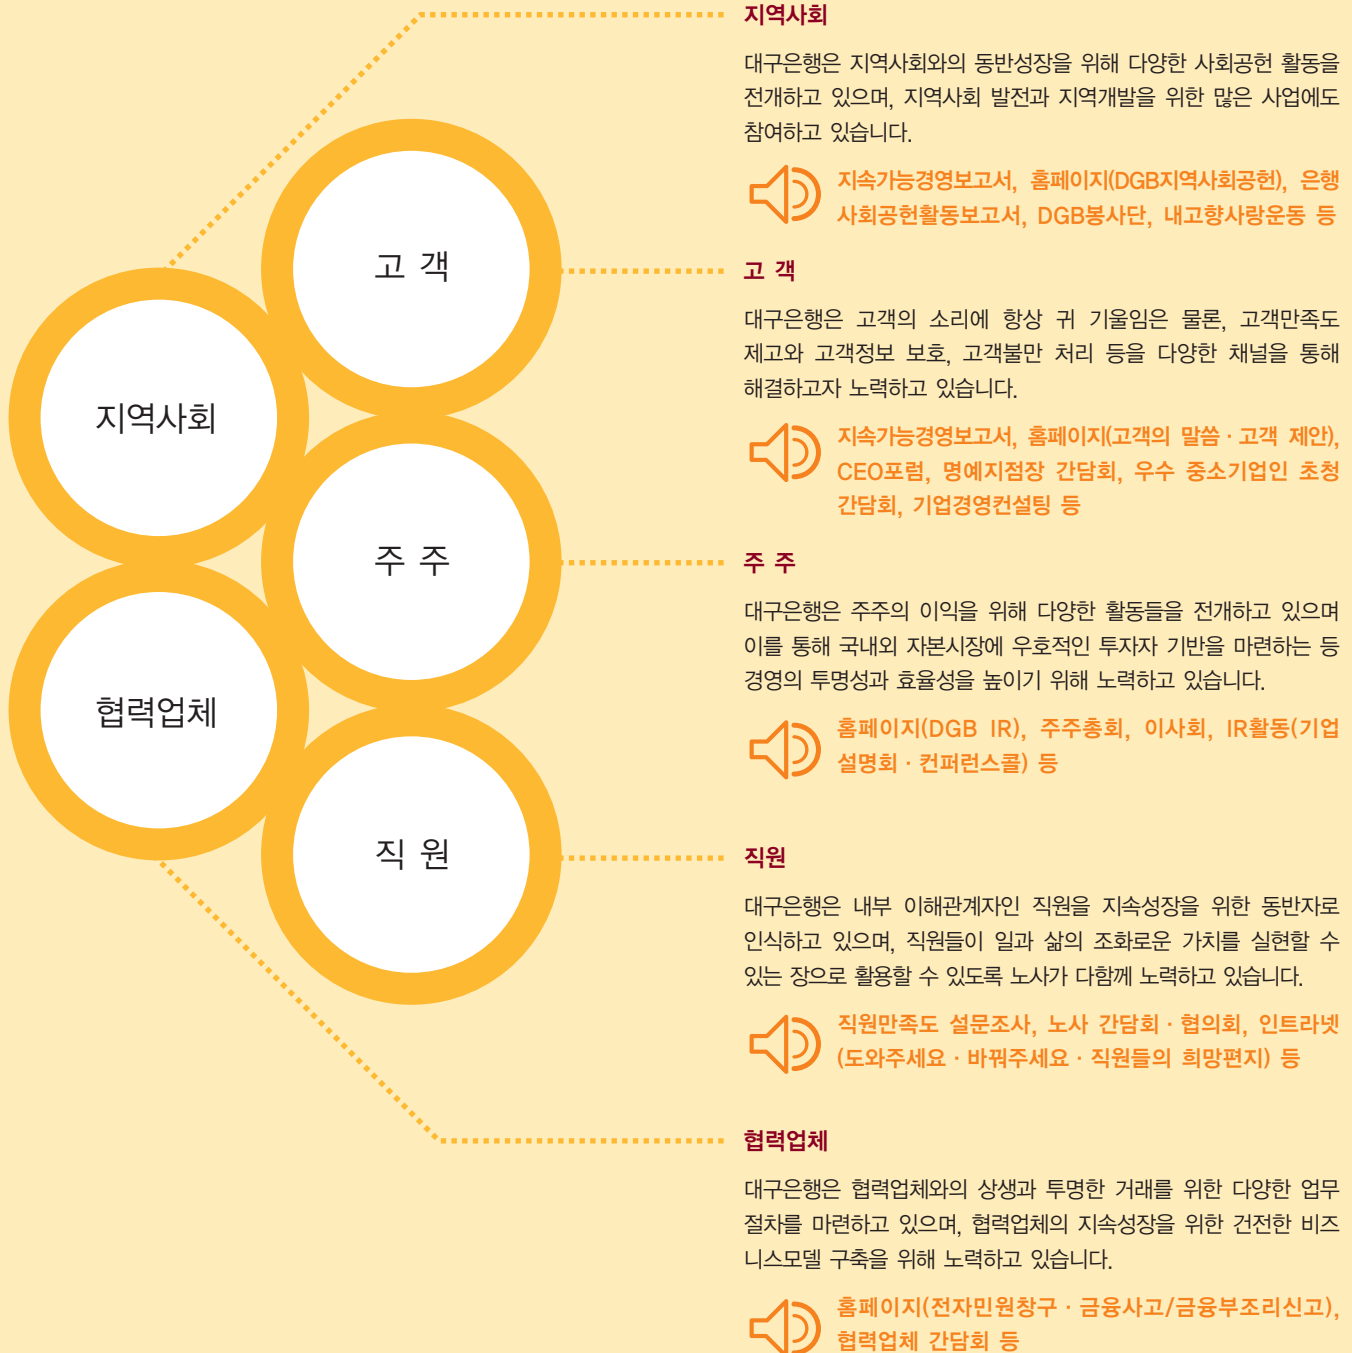 지역사회
대구은행은 지역사회와의 동반성장을 위해 다양한 사회공헌 활동을
전개하고 있으며, 지역사회 발전과 지역개발을 위한 많은 사업에도
참여하고 있습니다.
지속가능경영보고서, 홈페이지(DGB지역사회공헌), 은행
사회공헌활동보고서, DGB봉사단, 내고향사랑운동 등
고 객
고 객
대구은행은 고객의 소리에 항상 귀 기울임은 물론, 고객만족도
제고와 고객정보 보호, 고객불만 처리 등을 다양한 채널을 통해
해결하고자 노력하고 있습니다.
지역사회
지속가능경영보고서, 홈페이지(고객의 말씀 · 고객 제안),
CEO포럼, 명예지점장 간담회, 우수 중소기업인 초청
간담회, 기업경영컨설팅 등
주 주
주 주
대구은행은 주주의 이익을 위해 다양한 활동들을 전개하고 있으며
이를 통해 국내외 자본시장에 우호적인 투자자 기반을 마련하는 등
경영의 투명성과 효율성을 높이기 위해 노력하고 있습니다.
협력업체
홈페이지(DGB IR), 주주총회, 이사회, IR활동(기업
설명회 · 컨퍼런스콜) 등
직 원
직원
대구은행은 내부 이해관계자인 직원을 지속성장을 위한 동반자로
인식하고 있으며, 직원들이 일과 삶의 조화로운 가치를 실현할 수
있는 장으로 활용할 수 있도록 노사가 다함께 노력하고 있습니다.
직원만족도 설문조사, 노사 간담회 · 협의회, 인트라넷
(도와주세요 · 바꿔주세요 · 직원들의 희망편지) 등
협력업체
대구은행은 협력업체와의 상생과 투명한 거래를 위한 다양한 업무
절차를 마련하고 있으며, 협력업체의 지속성장을 위한 건전한 비즈
니스모델 구축을 위해 노력하고 있습니다.
홈페이지(전자민원창구 · 금융사고/금융부조리신고),
협력업체 간담회 등